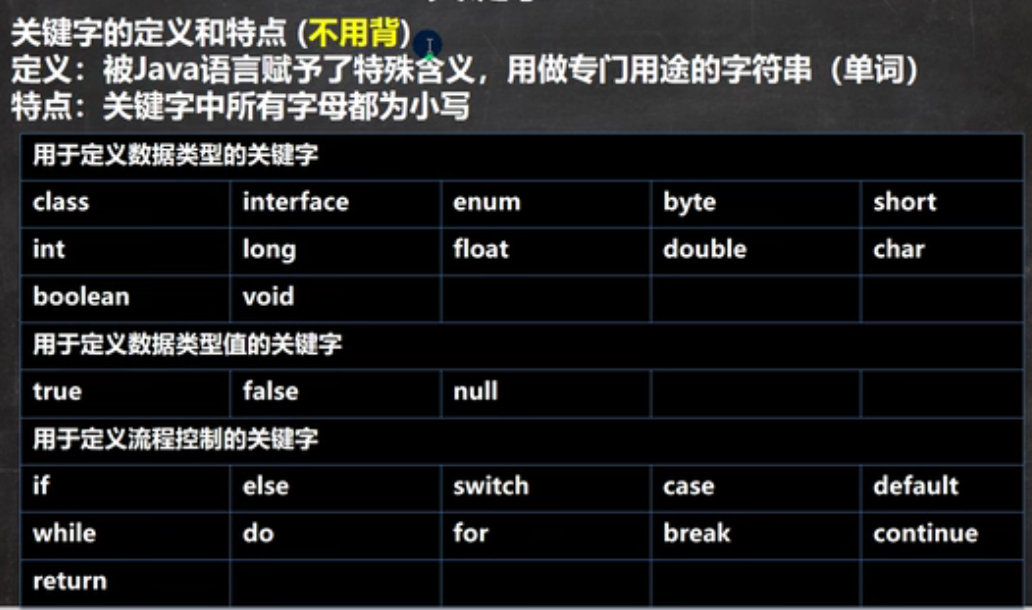 关键字的定义和特点 (不用背)
定义：被Java语言赋予了特殊含义，用做专门用途的字符串（单词）
特点：关键字中所有字母都为小写
用于定义数据类型的关键字
class interface enum byte short
int long float double char
boolean void
用于定义数据类型值的关键字
true false null
用于定义流程控制的关键字
if else switch case default
while do for break continue
return